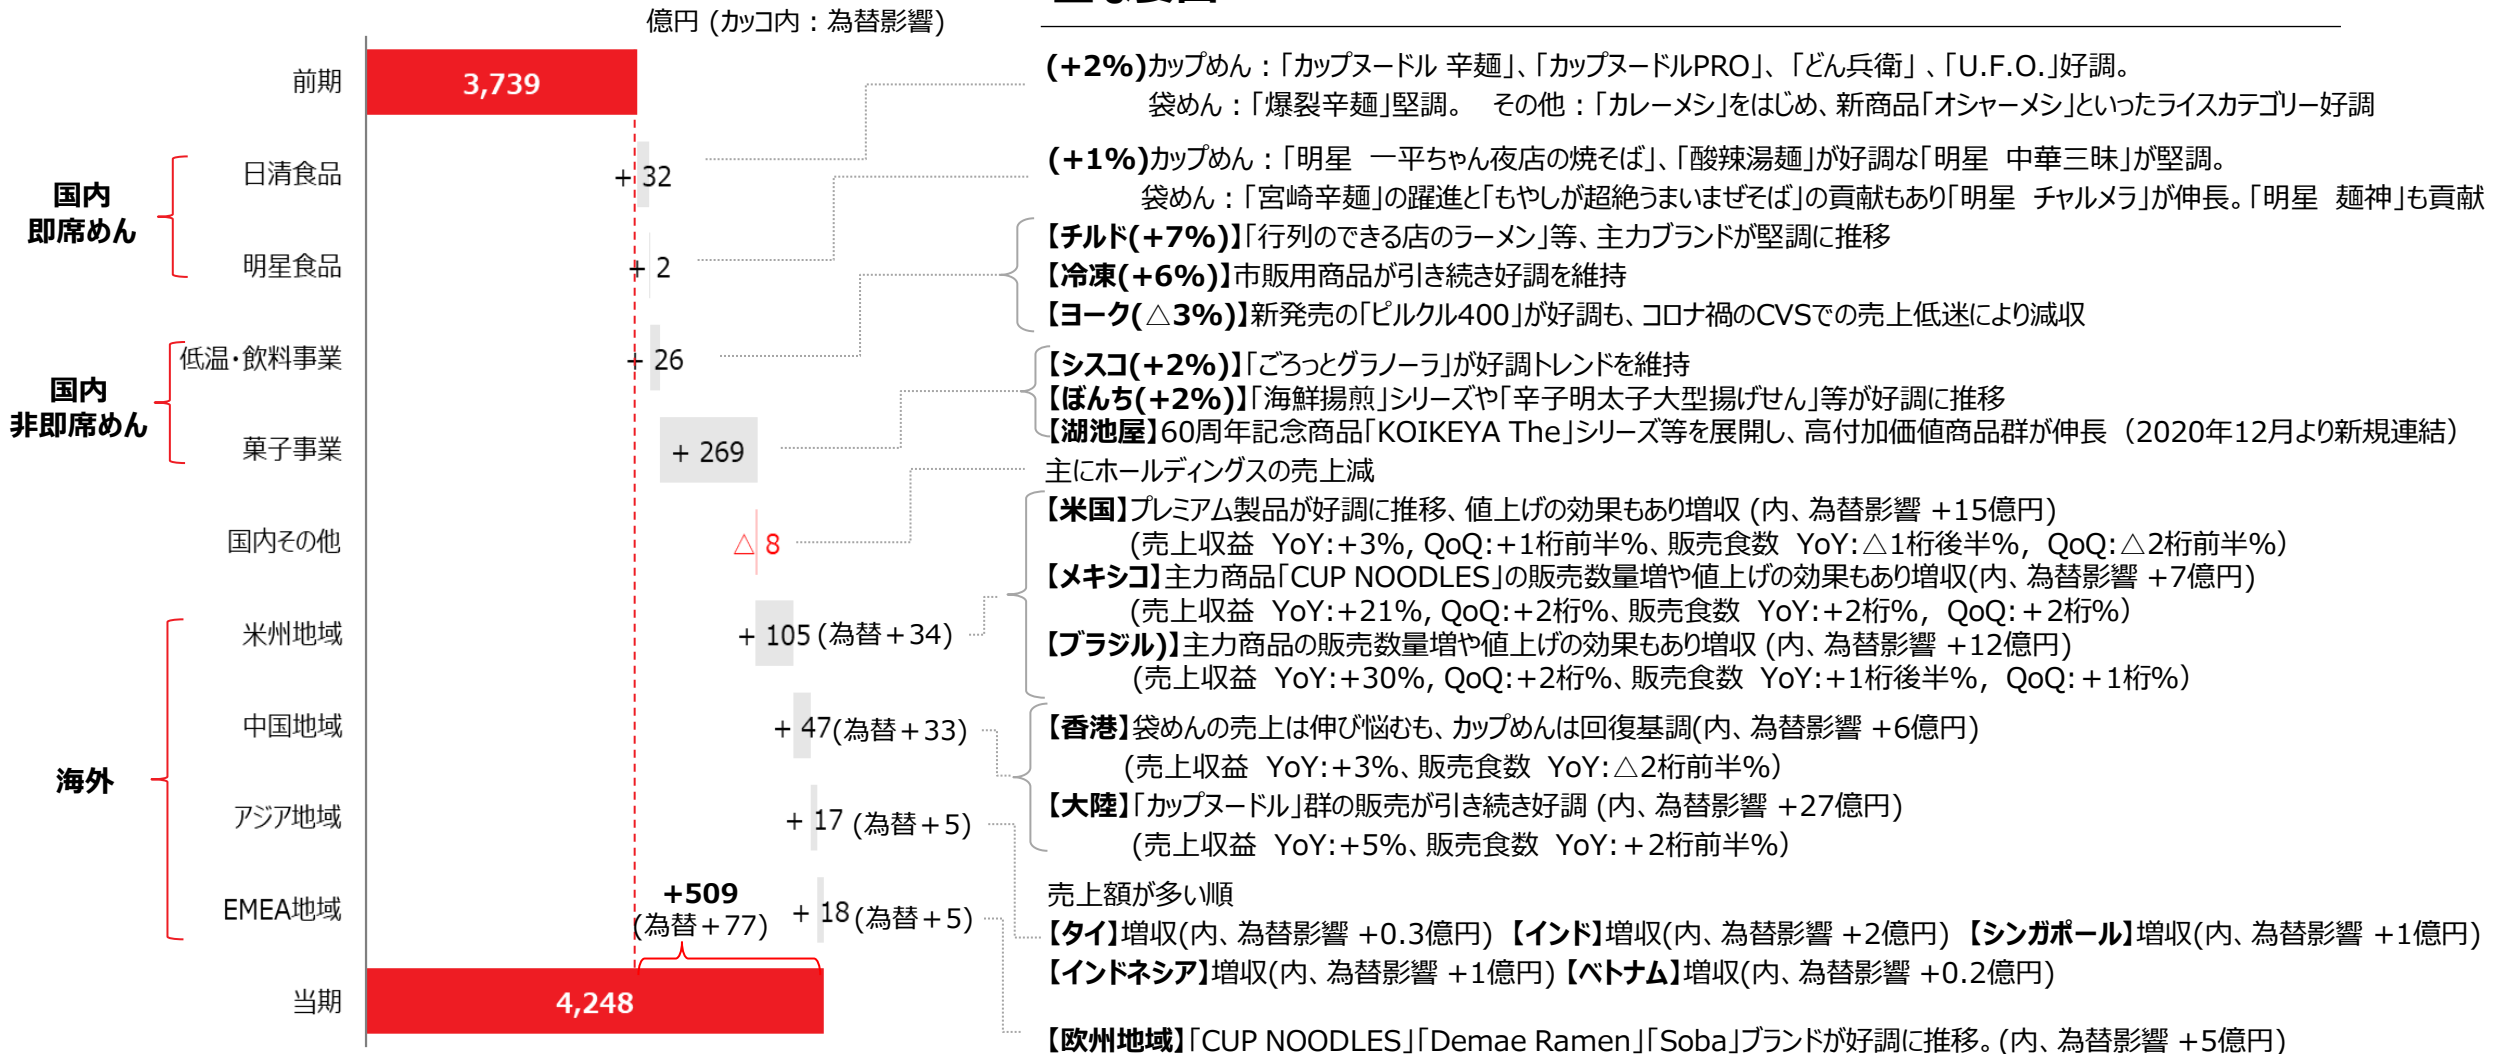 億円 (カッコ内：為替影響)
前期
3,739
国内
即席めん
日清食品
+ 32
明星食品
+ 2
国内
非即席めん
低温・飲料事業
+ 26
菓子事業
+ 269
国内その他
△ 8
海外
米州地域
+ 105 (為替＋34)
中国地域
+ 47(為替＋33)
アジア地域
+ 17 (為替＋5)
EMEA地域
+ 18 (為替＋5)
+509
(為替＋77)
当期
4,248
(+2%)カップめん：「カップヌードル 辛麺」、「カップヌードルPRO」、「どん兵衛」、「U.F.O.」好調。
袋めん：「爆裂辛麺」堅調。　その他：「カレーメシ」をはじめ、新商品「オシャーメシ」といったライスカテゴリー好調
(+1%)カップめん：「明星　一平ちゃん夜店の焼そば」、「酸辣湯麺」が好調な「明星　中華三昧」が堅調。
袋めん：「宮崎辛麺」の躍進と「もやしが超絶うまいまぜそば」の貢献もあり「明星　チャルメラ」が伸長。「明星　麺神」も貢献
【チルド(+7%)】「行列のできる店のラーメン」等、主力ブランドが堅調に推移
【冷凍(+6%)】市販用商品が引き続き好調を維持
【ヨーク(△3%)】新発売の「ピルクル400」が好調も、コロナ禍のCVSでの売上低迷により減収
【シスコ(+2%)】「ごろっとグラノーラ」が好調トレンドを維持
【ぼんち(+2%)】「海鮮揚煎」シリーズや「辛子明太子大型揚げせん」等が好調に推移
【湖池屋】60周年記念商品「KOIKEYA The」シリーズ等を展開し、高付加価値商品群が伸長（2020年12月より新規連結）
主にホールディングスの売上減
【米国】プレミアム製品が好調に推移、値上げの効果もあり増収 (内、為替影響 +15億円)
(売上収益　YoY:+3%, QoQ:+1桁前半%、販売食数　YoY:△1桁後半%,　QoQ:△2桁前半%）
【メキシコ】主力商品「CUP NOODLES」の販売数量増や値上げの効果もあり増収(内、為替影響 +7億円)
(売上収益　YoY:+21%, QoQ:+2桁%、販売食数　YoY:+2桁%,　QoQ:＋2桁%）
【ブラジル)】主力商品の販売数量増や値上げの効果もあり増収 (内、為替影響 +12億円)
(売上収益　YoY:+30%, QoQ:+2桁%、販売食数　YoY:+1桁後半%,　QoQ:＋1桁%）
【香港】袋めんの売上は伸び悩むも、カップめんは回復基調(内、為替影響 +6億円)
(売上収益　YoY:+3%、販売食数　YoY:△2桁前半%）
【大陸】「カップヌードル」群の販売が引き続き好調 (内、為替影響 +27億円)
(売上収益　YoY:+5%、販売食数　YoY:＋2桁前半%）
売上額が多い順
【タイ】増収(内、為替影響 +0.3億円) 【インド】増収(内、為替影響 +2億円) 【シンガポール】増収(内、為替影響 +1億円)
【インドネシア】増収(内、為替影響 +1億円)【ベトナム】増収(内、為替影響 +0.2億円)
【欧州地域】「CUP NOODLES」「Demae Ramen」「Soba」ブランドが好調に推移。(内、為替影響 +5億円)